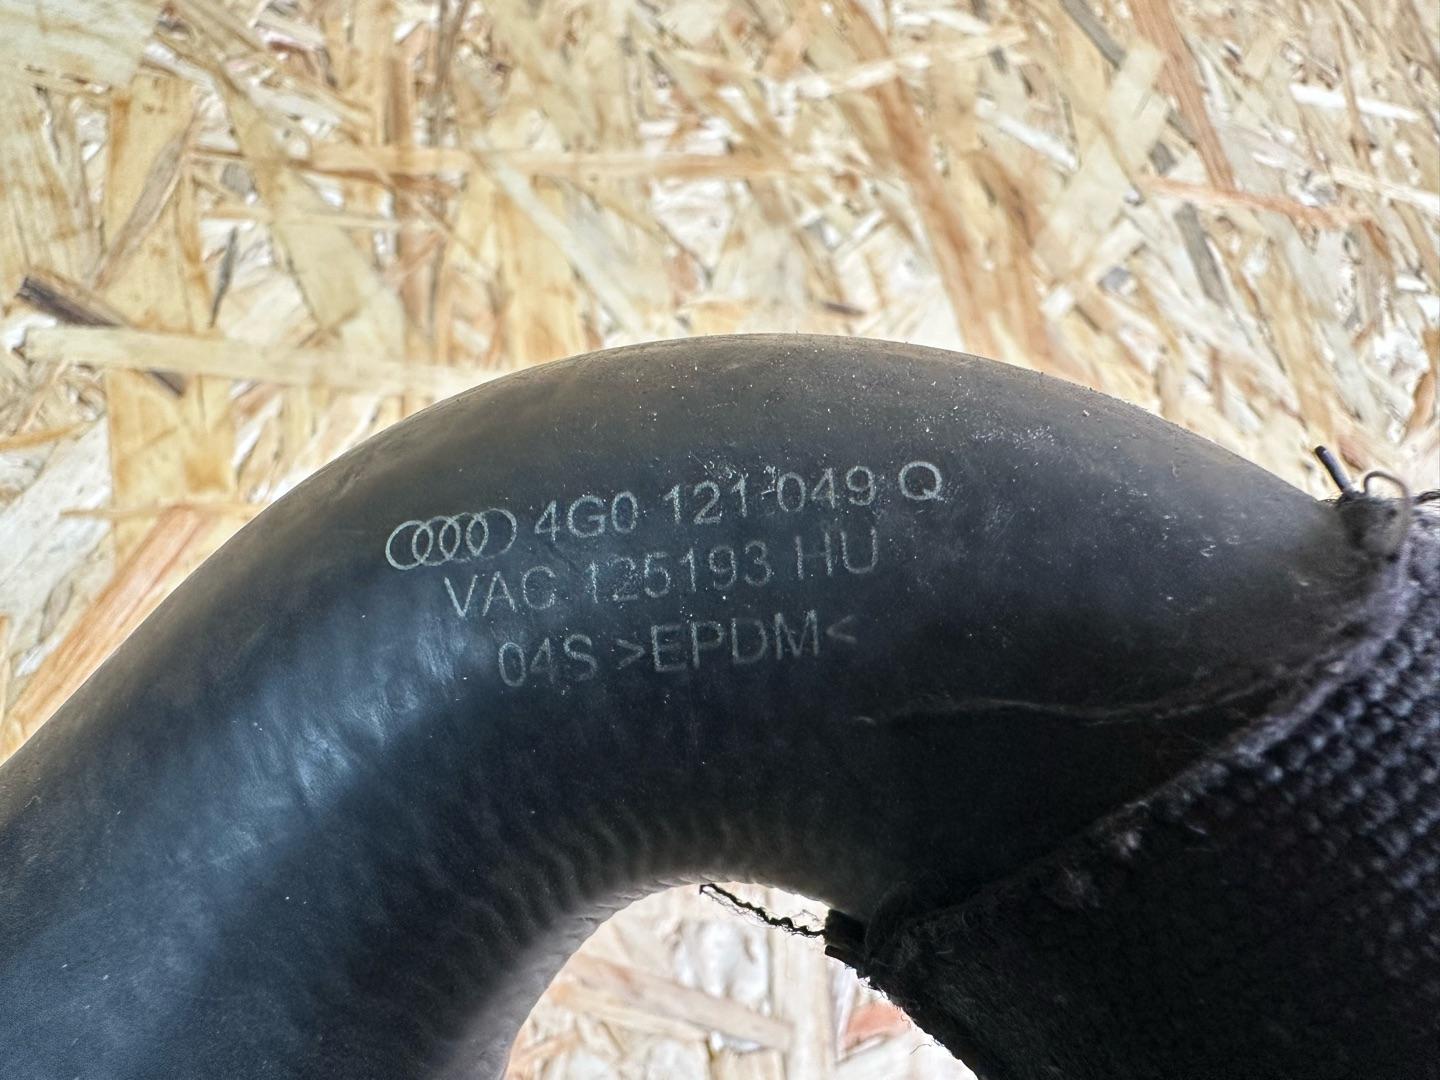 4G0 121 049 Q
VAC 125193 HU
04S >EPDM<